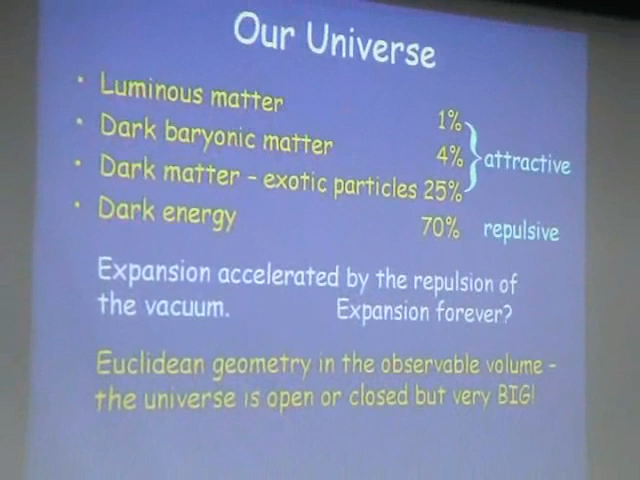 Our Universe
• Luminous matter 1%
• Dark baryonic matter 4% } attractive
• Dark matter – exotic particles 25%
• Dark energy 70% repulsive
Expansion accelerated by the repulsion of
the vacuum. Expansion forever?
Euclidean geometry in the observable volume –
the universe is open or closed but very BIG!